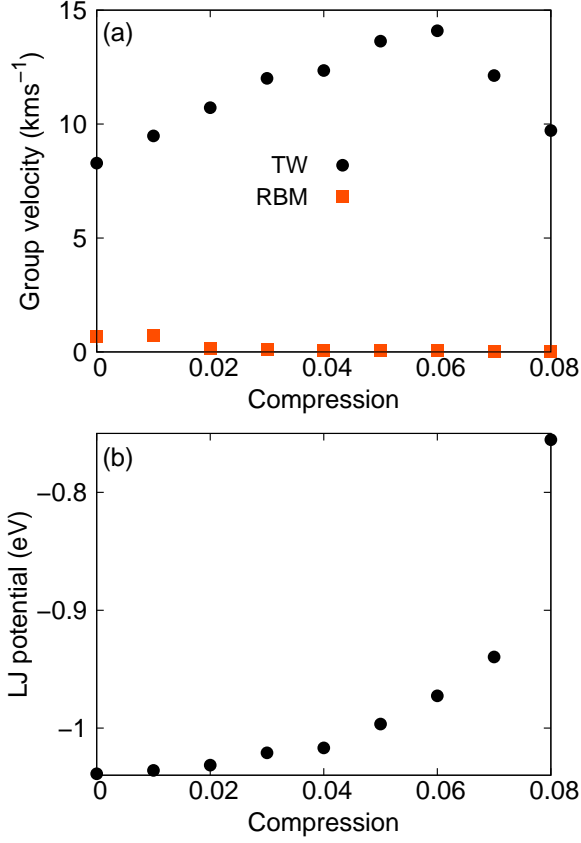 (a)
Group velocity (kms⁻¹)
15
10
5
0
TW
RBM
0 0.02 0.04 0.06 0.08
Compression
(b)
LJ potential (eV)
−0.8
−0.9
−1
0 0.02 0.04 0.06 0.08
Compression